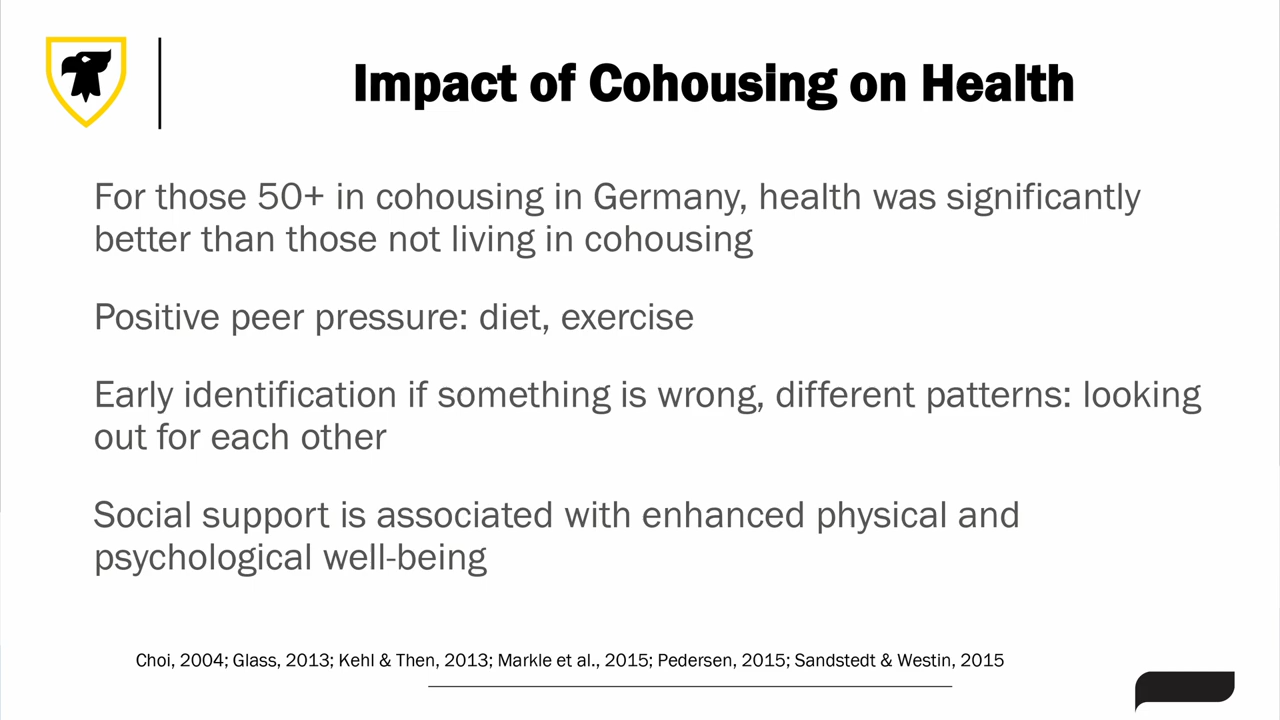 Impact of Cohousing on Health
For those 50+ in cohousing in Germany, health was significantly
better than those not living in cohousing
Positive peer pressure: diet, exercise
Early identification if something is wrong, different patterns: looking
out for each other
Social support is associated with enhanced physical and
psychological well-being
Choi, 2004; Glass, 2013; Kehl & Then, 2013; Markle et al., 2015; Pedersen, 2015; Sandstedt & Westin, 2015